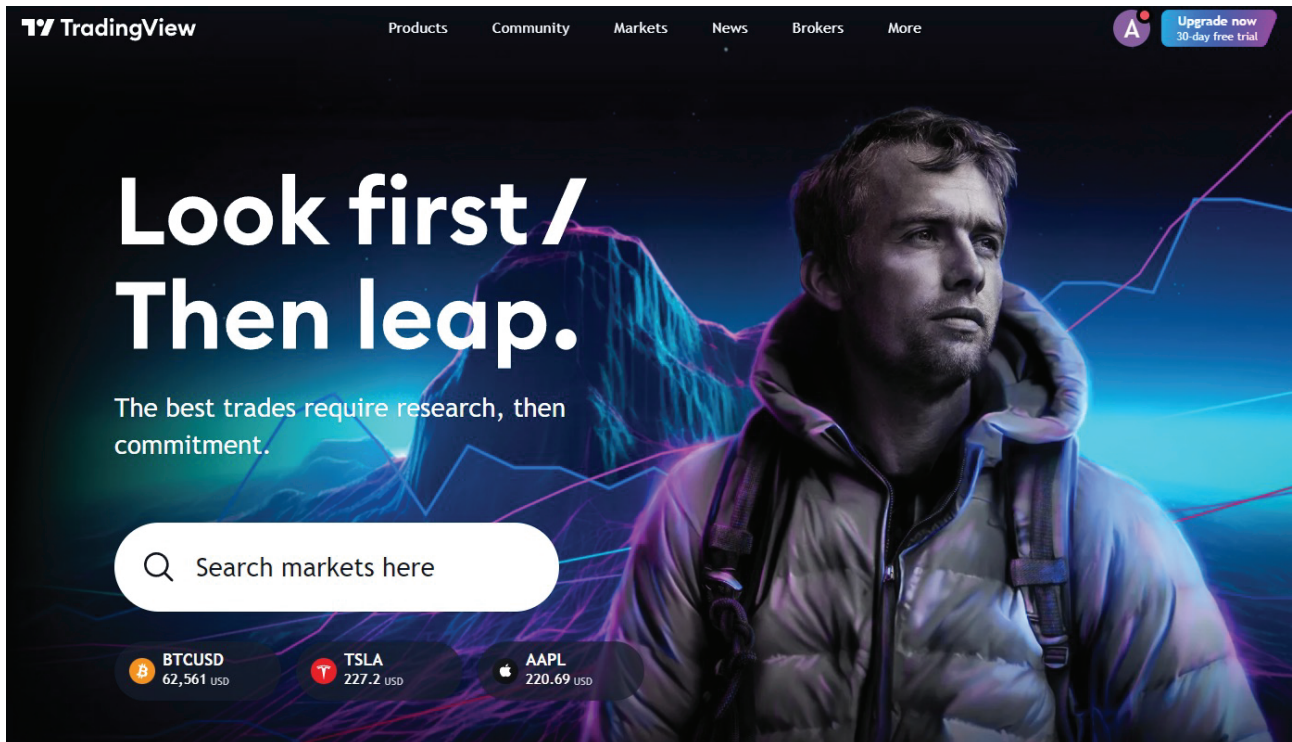 TradingView
Products Community Markets News Brokers More
A
Upgrade now
30-day free trial
Look first /
Then leap.
The best trades require research, then
commitment.
Search markets here
BTCUSD
62,561 USD
TSLA
227.2 USD
AAPL
220.69 USD